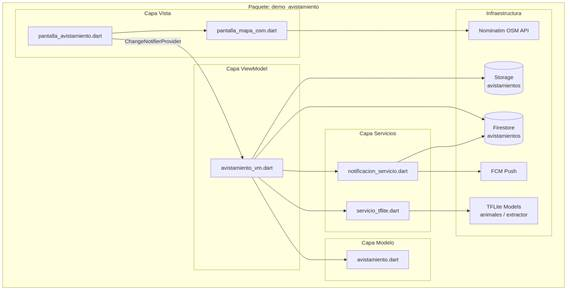 Paquete: demo_avistamiento
Capa Vista
pantalla_avistamiento.dart
pantalla_mapa_osm.dart
ChangeNotifierProvider
Capa ViewModel
avistamiento_vm.dart
Capa Servicios
notificacion_servicio.dart
servicio_tflite.dart
Capa Modelo
avistamiento.dart
Infraestructura
Nominatim OSM API
Storage
avistamientos
Firestore
avistamientos
FCM Push
TFLite Models
animales / extractor